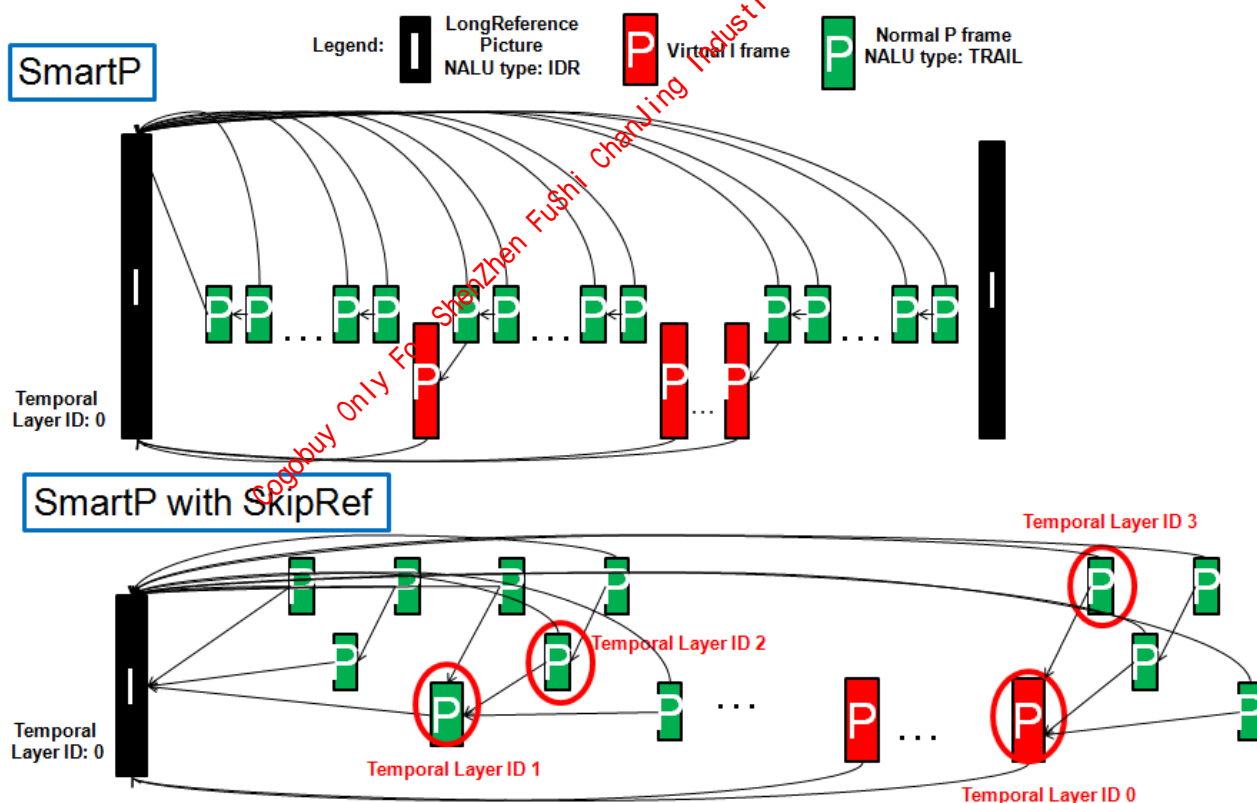 Legend:
I
LongReference
Picture
NALU type: IDR
P
Virtual I frame
P
Normal P frame
NALU type: TRAIL
SmartP
I
P P ... P P P P ... P P P P ... P P
I
P P ... P
Temporal
Layer ID: 0
Cogobuy Only Fo ShenZhen FuShi ChanJing Industri
SmartP with SkipRef
Temporal Layer ID 3
P P P P P P
I
P P Temporal Layer ID 2 P
P P ... P ... P P
Temporal
Layer ID: 0
Temporal Layer ID 1
Temporal Layer ID 0